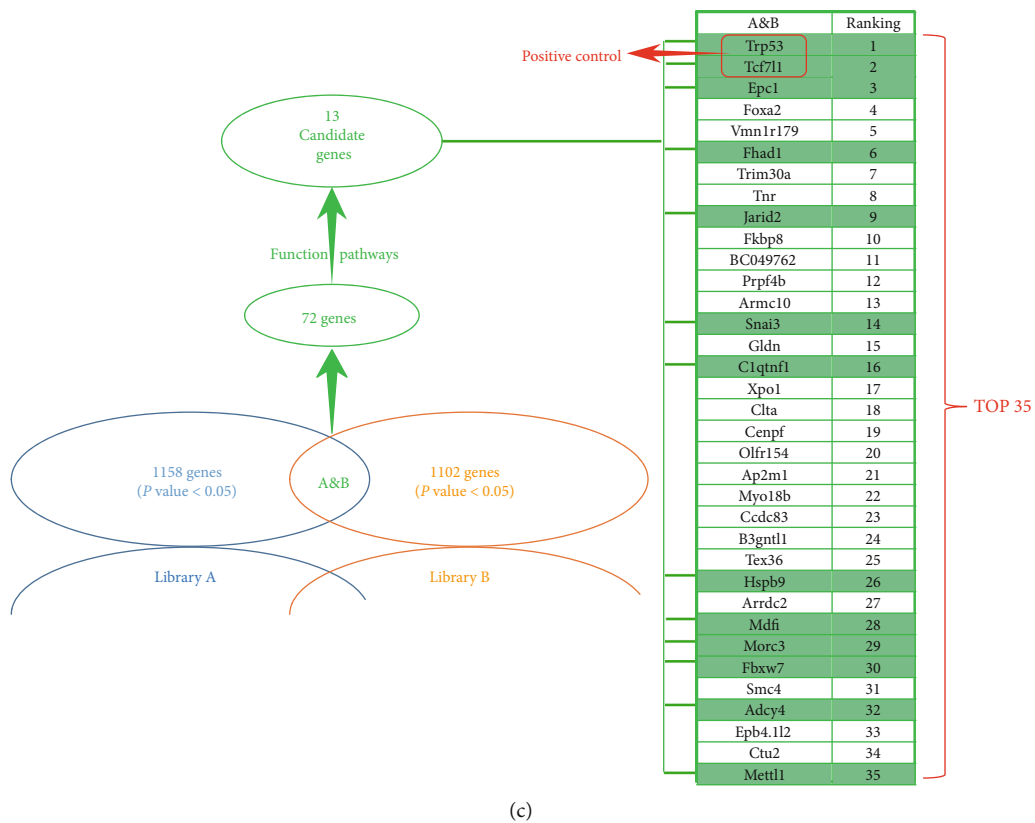 13
Candidate
genes
Function pathways
72 genes
1158 genes
(P value < 0.05)
A&B
1102 genes
(P value < 0.05)
Library A
Library B
Positive control
A&B Ranking
Trp53 1
Tcf7l1 2
Epc1 3
Foxa2 4
Vmn1r179 5
Fhad1 6
Trim30a 7
Tnr 8
Jarid2 9
Fkbp8 10
BC049762 11
Prpf4b 12
Armc10 13
Snai3 14
Gldn 15
C1qtnf1 16
Xpo1 17
Clta 18
Cenpf 19
Olfr154 20
Ap2m1 21
Myo18b 22
Ccdc83 23
B3gntl1 24
Tex36 25
Hspb9 26
Arrdc2 27
Mdfi 28
Morc3 29
Fbxw7 30
Smc4 31
Adcy4 32
Epb4.1l2 33
Ctu2 34
Mettl1 35
TOP 35
(c)